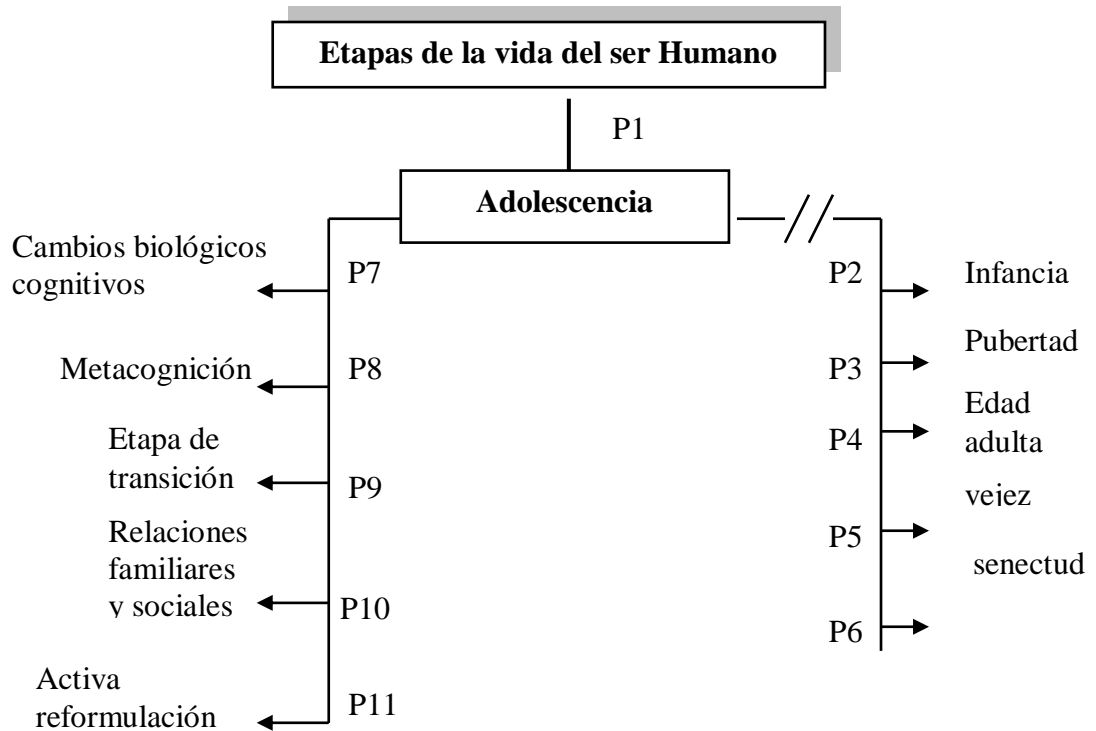 Etapas de la vida del ser Humano
P1
Adolescencia
Cambios biológicos
cognitivos
P7
Metacognición
P8
Etapa de
transición
P9
Relaciones
familiares
y sociales
P10
Activa
reformulación
P11
P2
Infancia
Pubertad
P3
Edad
adulta
P4
vejez
P5
senectud
P6